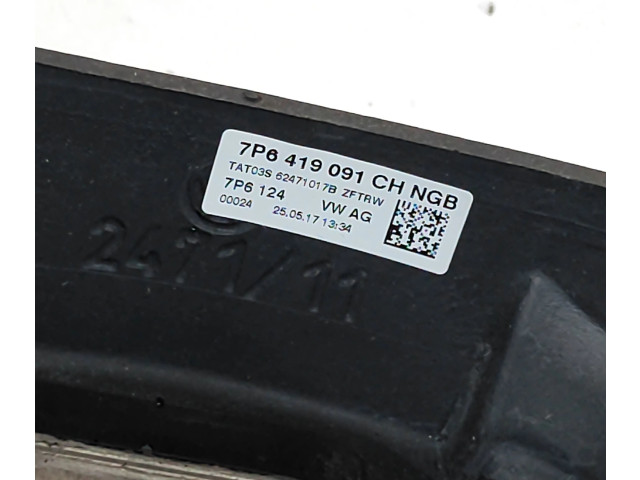 7P6 419 091 CH NGB
TAT03S 62471017B ZFTRW
7P6 124 VW AG
00024 25.05.17 13:34